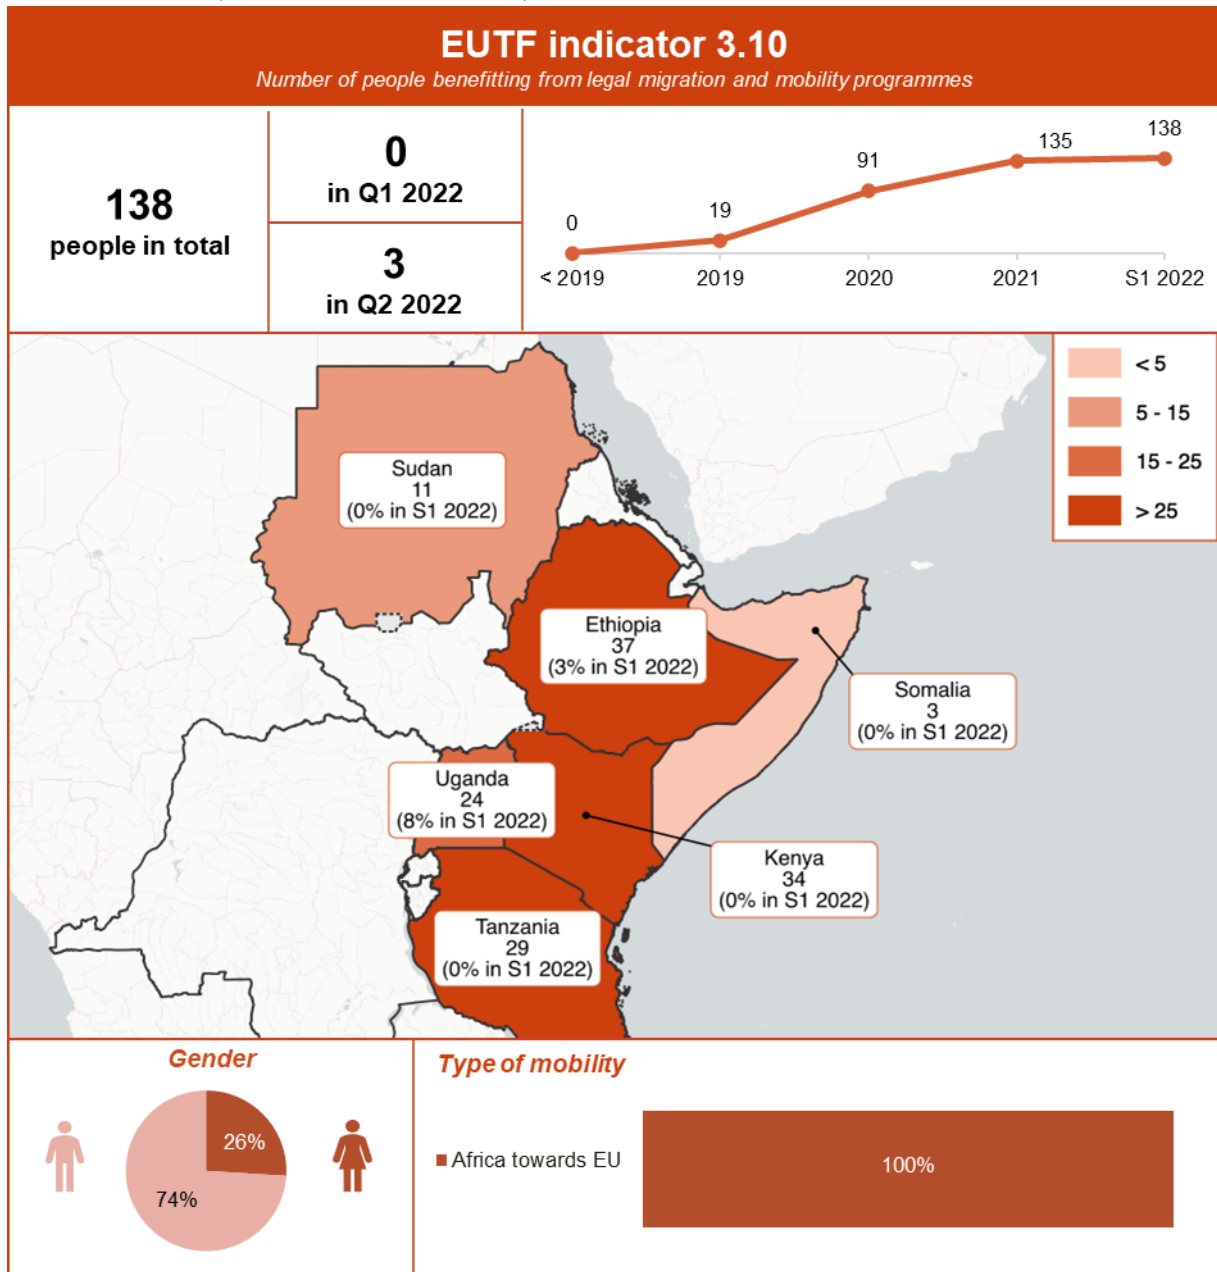 EUTF indicator 3.10
Number of people benefitting from legal migration and mobility programmes
138
people in total
0
in Q1 2022
3
in Q2 2022
0
19
91
135
138
< 2019
2019
2020
2021
S1 2022
< 5
5 - 15
15 - 25
> 25
Sudan
11
(0% in S1 2022)
Ethiopia
37
(3% in S1 2022)
Somalia
3
(0% in S1 2022)
Uganda
24
(8% in S1 2022)
Kenya
34
(0% in S1 2022)
Tanzania
29
(0% in S1 2022)
Gender
26%
74%
Type of mobility
Africa towards EU
100%